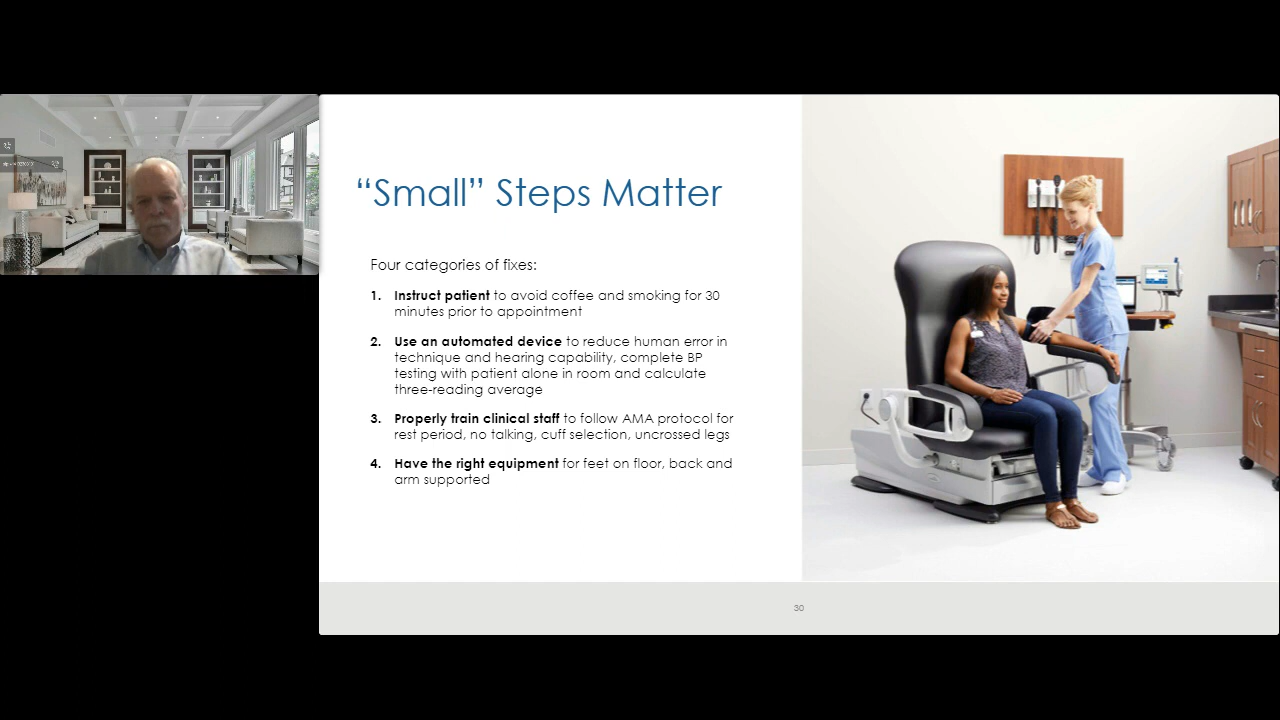 “Small” Steps Matter
Four categories of fixes:
1. Instruct patient to avoid coffee and smoking for 30
minutes prior to appointment
2. Use an automated device to reduce human error in
technique and hearing capability, complete BP
testing with patient alone in room and calculate
three-reading average
3. Properly train clinical staff to follow AMA protocol for
rest period, no talking, cuff selection, uncrossed legs
4. Have the right equipment for feet on floor, back and
arm supported
30